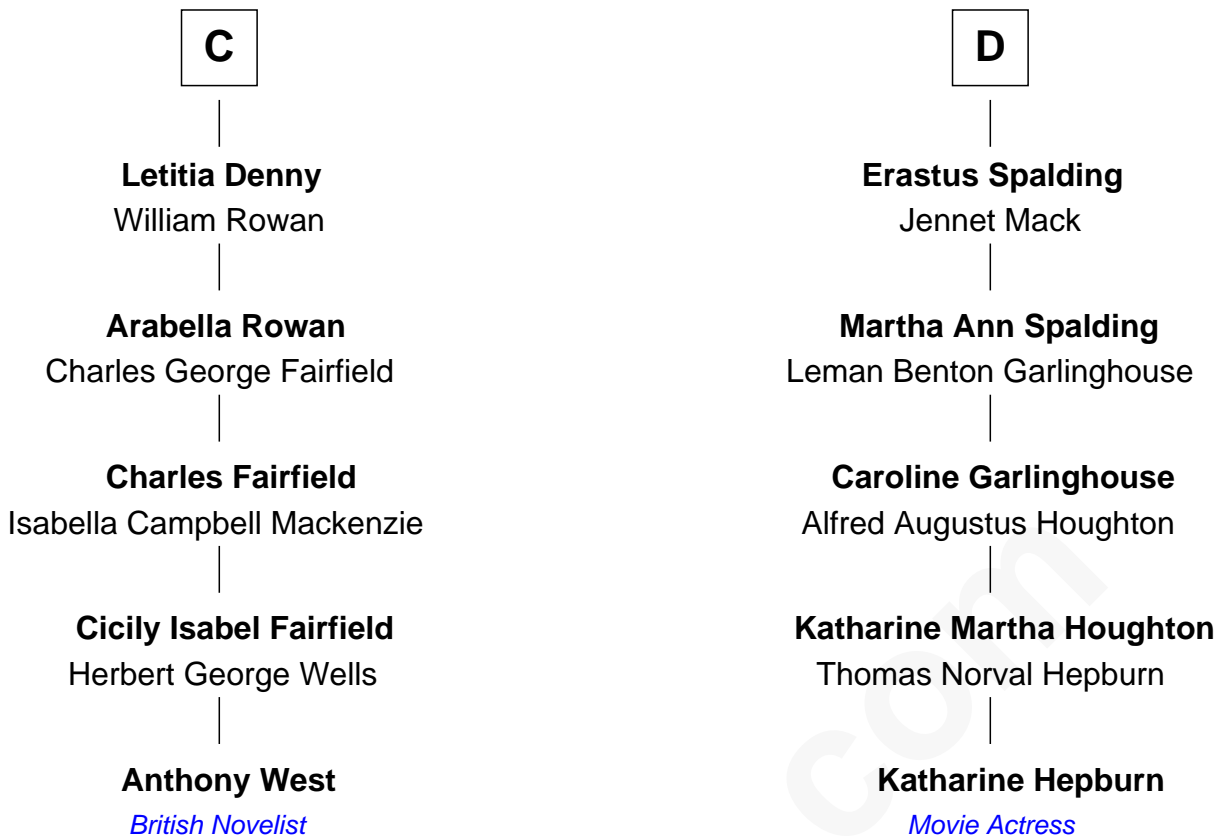 C
Letitia Denny
William Rowan
Arabella Rowan
Charles George Fairfield
Charles Fairfield
Isabella Campbell Mackenzie
Cicily Isabel Fairfield
Herbert George Wells
Anthony West
British Novelist
D
Erastus Spalding
Jennet Mack
Martha Ann Spalding
Leman Benton Garlinghouse
Caroline Garlinghouse
Alfred Augustus Houghton
Katharine Martha Houghton
Thomas Norval Hepburn
Katharine Hepburn
Movie Actress
com